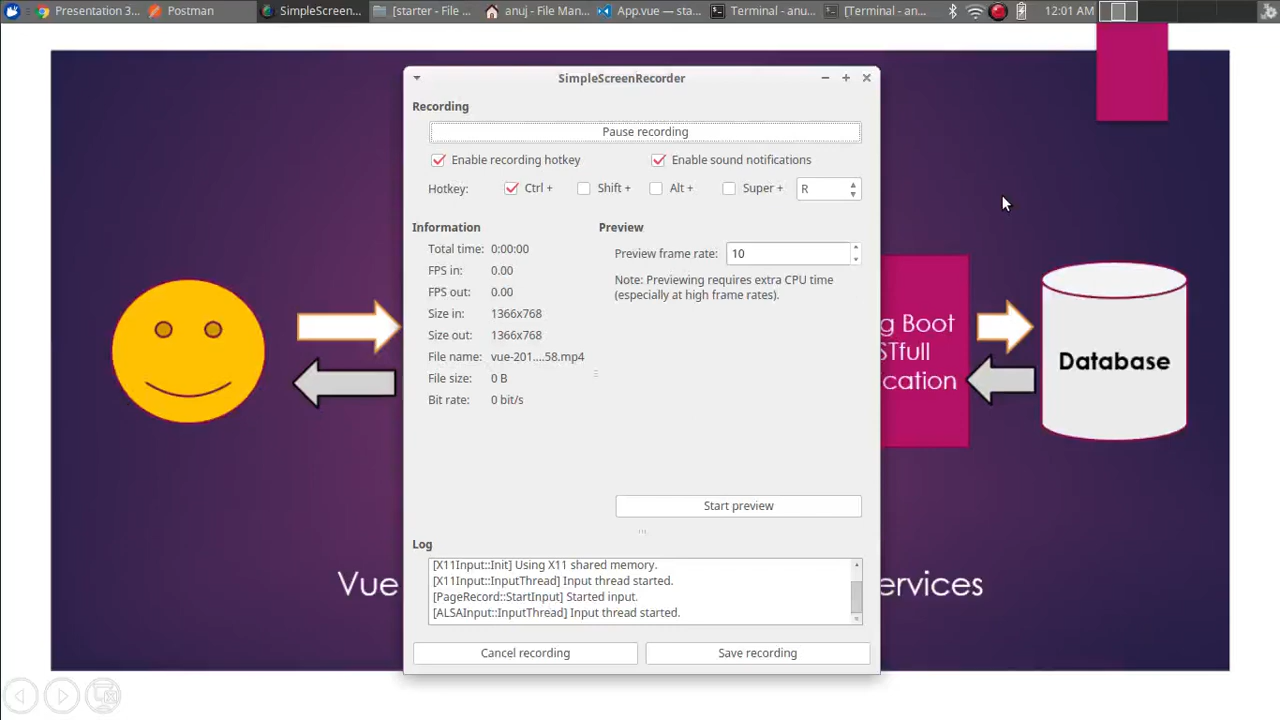 Presentation 3...
Postman
SimpleScreen...
[starter - File ...
anuj - File Man...
App.vue — sta...
Terminal - anu...
[Terminal - an...
12:01 AM
SimpleScreenRecorder
Recording
Pause recording
Enable recording hotkey
Enable sound notifications
Hotkey:
Ctrl +
Shift +
Alt +
Super +
R
Information
Total time: 0:00:00
FPS in: 0.00
FPS out: 0.00
Size in: 1366x768
Size out: 1366x768
File name: vue-201....58.mp4
File size: 0 B
Bit rate: 0 bit/s
Preview
Preview frame rate: 10
Note: Previewing requires extra CPU time
(especially at high frame rates).
Start preview
Log
[X11Input::Init] Using X11 shared memory.
[X11Input::InputThread] Input thread started.
[PageRecord::StartInput] Started input.
[ALSAInput::InputThread] Input thread started.
Cancel recording
Save recording
g Boot
STfull
ication
Database
Vue
ervices